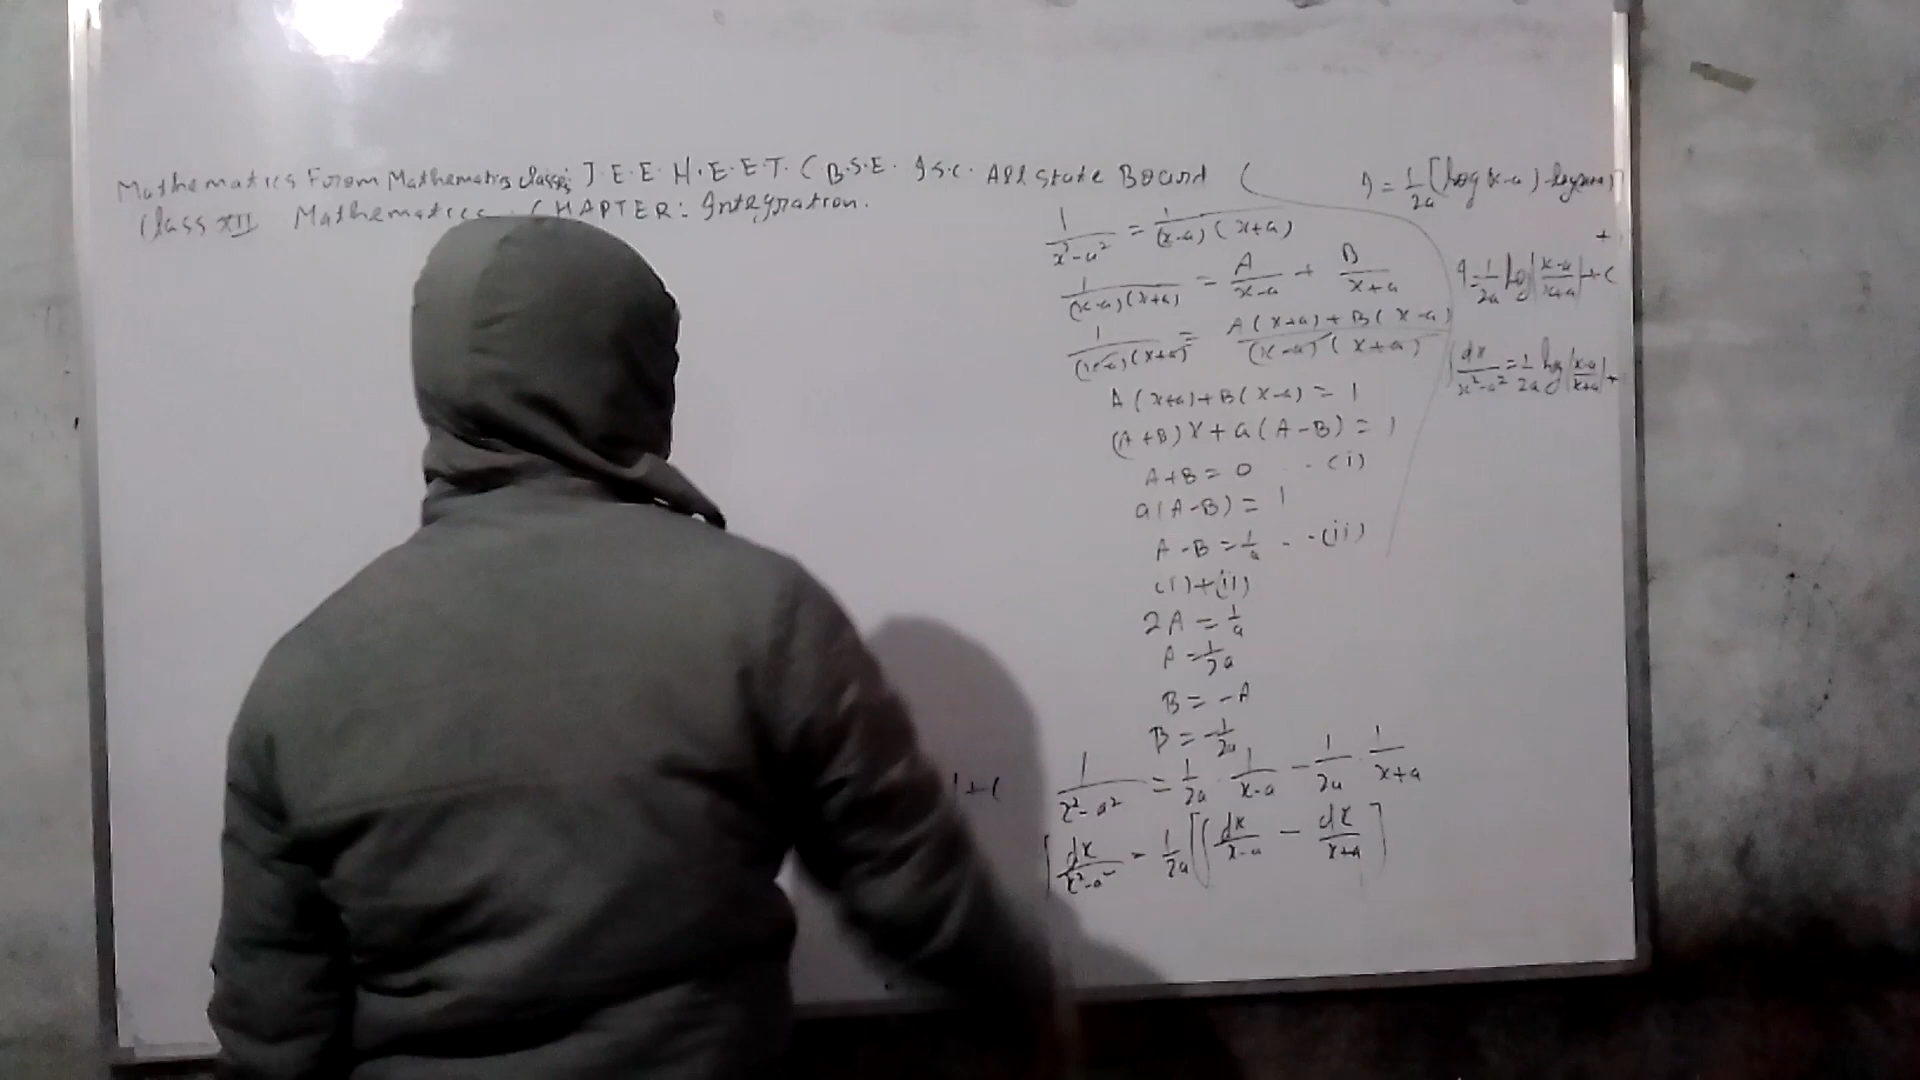 Mathematics Forom Mathematics classes J.E.E. N.E.E.T. C B.S.E. I.S.C. All State Board
Class XII Mathematics. CHAPTER: Integration.
1/(x²-a²) = 1/((x-a)(x+a))
1/((x-a)(x+a)) = A/(x-a) + B/(x+a)
1/((x-a)(x+a)) = (A(x+a)+B(x-a))/((x-a)(x+a))
A(x+a)+B(x-a) = 1
(A+B)x+a(A-B) = 1
A+B = 0 ..(i)
a(A-B) = 1
A-B = 1/a ...(ii)
(i)+(ii)
2A = 1/a
A = 1/2a
B = -A
B = -1/2a
1/(x²-a²) = 1/2a · 1/(x-a) - 1/2a · 1/(x+a)
∫dx/(x²-a²) = 1/2a [∫dx/(x-a) - dx/(x+a)]
+C
I = 1/2a [log(x-a)-log(x+a)]
+
I = 1/2a log|(x-a)/(x+a)|+C
∫dx/(x²-a²) = 1/2a log|(x-a)/(x+a)|+